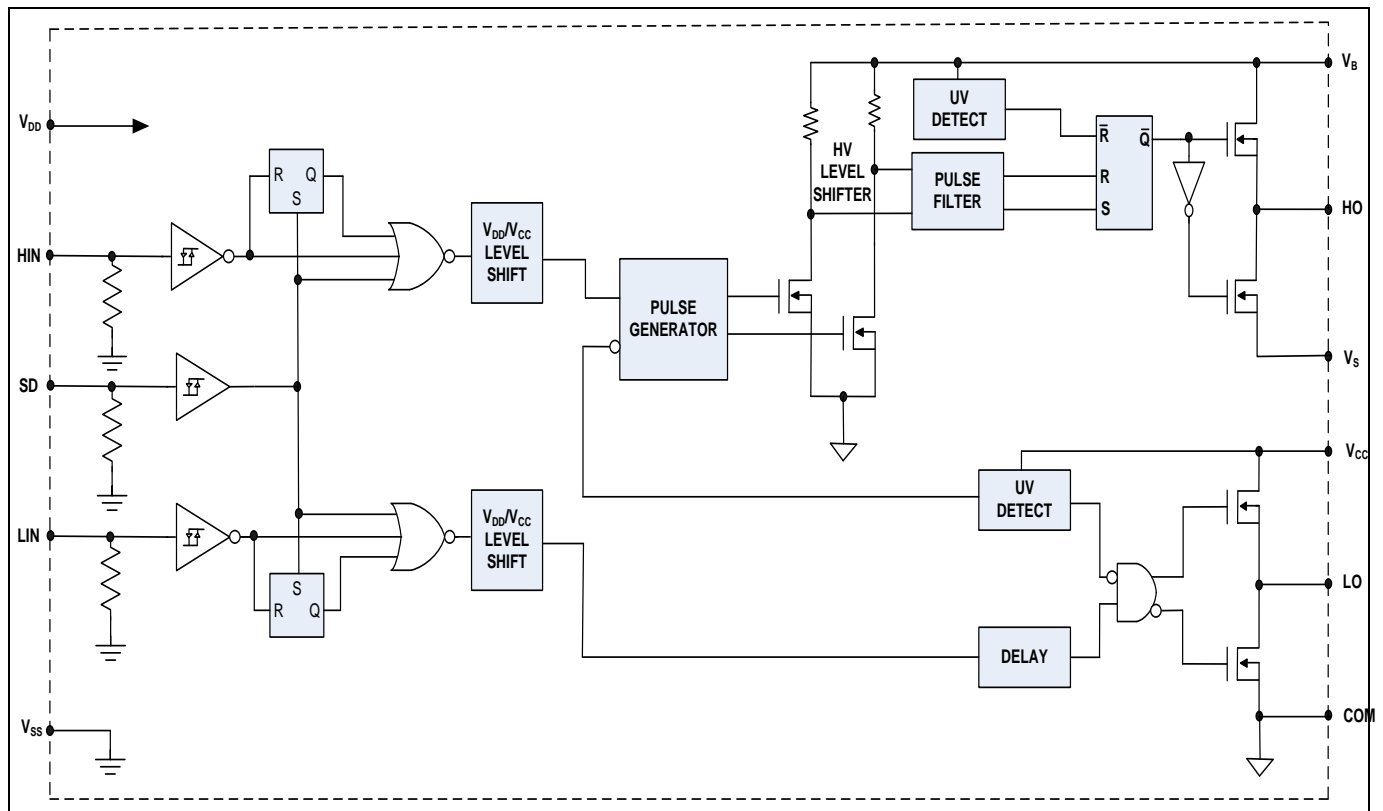 V_B
UV
DETECT
V_DD
R̅
Q̅
HV
LEVEL
SHIFTER
R
Q
S
PULSE
FILTER
R
S
HO
V_DD/V_CC
LEVEL
SHIFT
HIN
PULSE
GENERATOR
V_S
SD
V_CC
UV
DETECT
V_DD/V_CC
LEVEL
SHIFT
LIN
S
R
Q
LO
DELAY
V_SS
COM